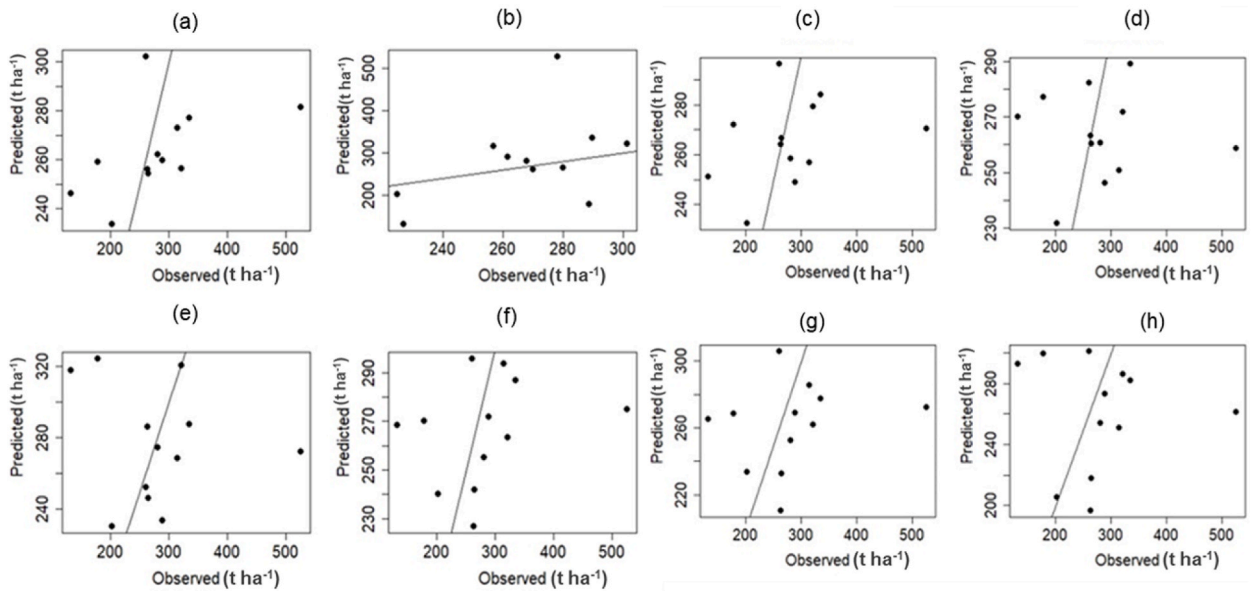 (a)
Predicted (t ha-1)
240 260 280 300
200 300 400 500
Observed (t ha-1)
(b)
Predicted (t ha-1)
200 300 400 500
240 260 280 300
Observed (t ha-1)
(c)
Predicted (t ha-1)
240 260 280
200 300 400 500
Observed (t ha-1)
(d)
Predicted (t ha-1)
230 250 270 290
200 300 400 500
Observed (t ha-1)
(e)
Predicted (t ha-1)
240 280 320
200 300 400 500
Observed (t ha-1)
(f)
Predicted (t ha-1)
230 250 270 290
200 300 400 500
Observed (t ha-1)
(g)
Predicted (t ha-1)
220 260 300
200 300 400 500
Observed (t ha-1)
(h)
Predicted (t ha-1)
200 240 280
200 300 400 500
Observed (t ha-1)